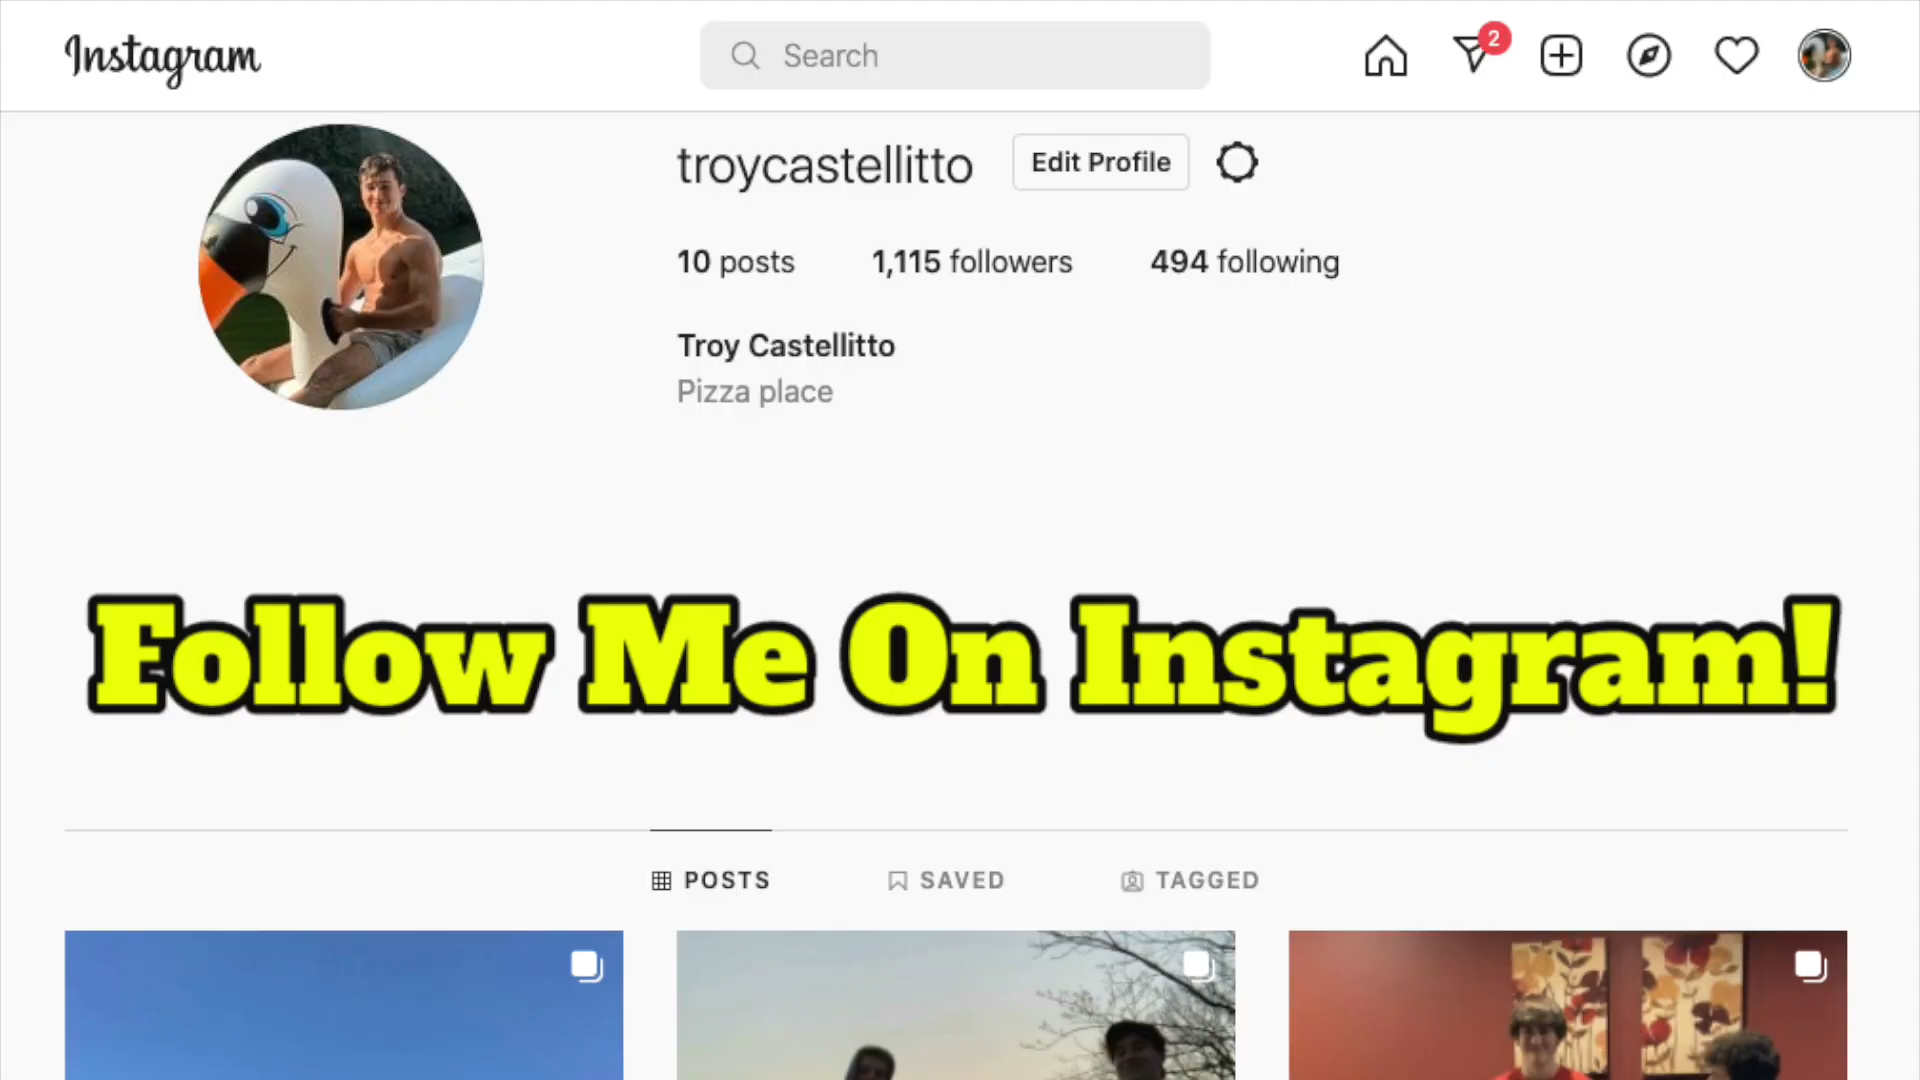 Instagram
Search
2
troycastellitto
Edit Profile
10 posts
1,115 followers
494 following
Troy Castellitto
Pizza place
Follow Me On Instagram!
POSTS
SAVED
TAGGED